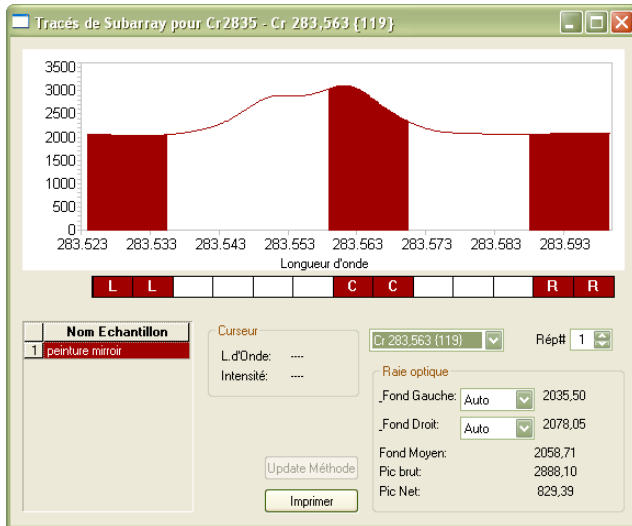 Tracés de Subarray pour Cr2835 - Cr 283,563 {119}
3500
3000
2500
2000
1500
1000
500
0
283.523 283.533 283.543 283.553 283.563 283.573 283.583 283.593
Longueur d'onde
L L C C R R
Nom Echantillon
1 peinture mirroir
Curseur
L.d'Onde: ----
Intensité: ----
Cr 283,563 {119} Rép# 1
Raie optique
_Fond Gauche: Auto 2035,50
_Fond Droit: Auto 2078,05
Fond Moyen: 2058,71
Pic brut: 2888,10
Pic Net: 829,39
Update Méthode
Imprimer